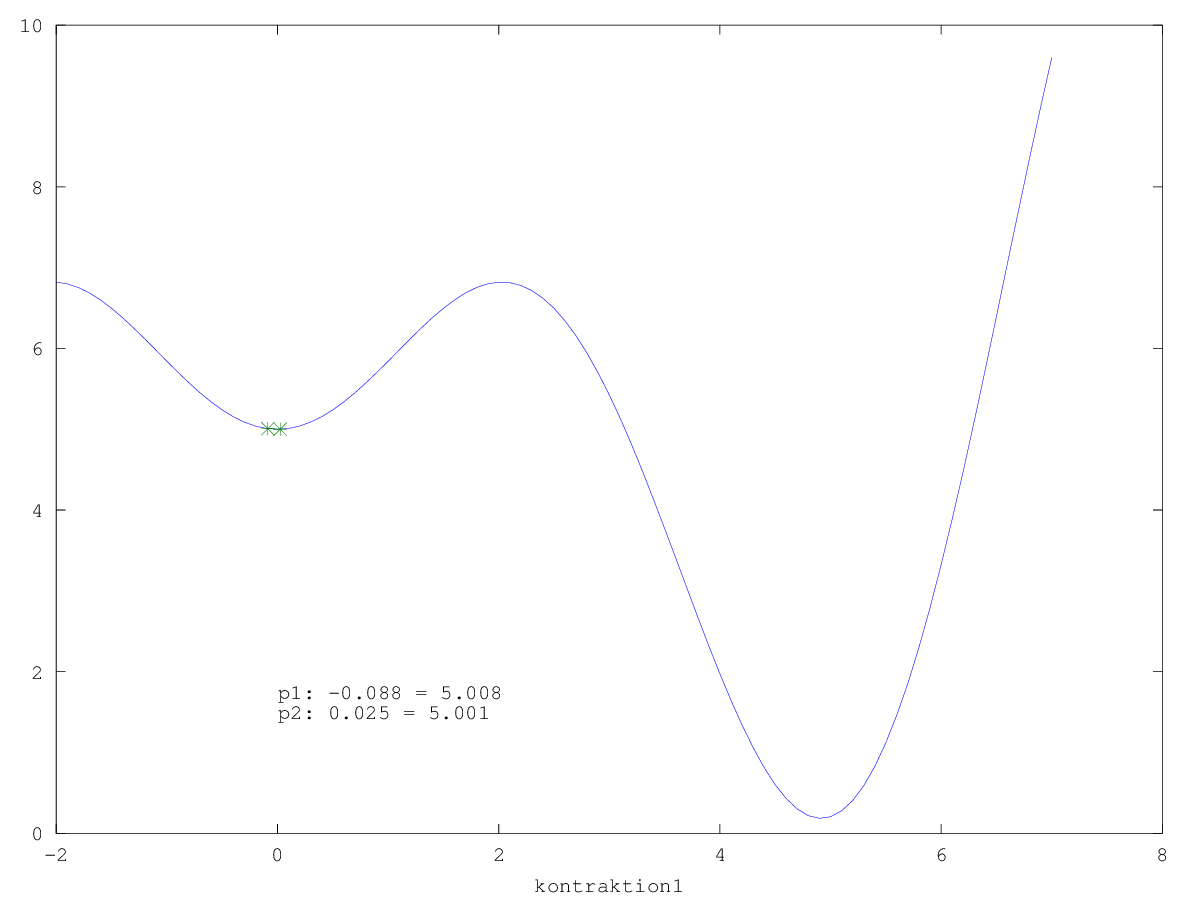 10
8
6
4
2
0
p1: -0.088 = 5.008
p2: 0.025 = 5.001
-2 0 2 4 6 8
kontraktion1